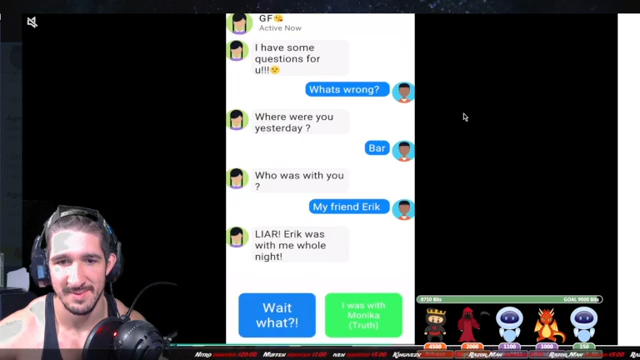 GF😘
Active Now
I have some
questions for
u!!!😟
Whats wrong?
Where were you
yesterday ?
Bar
Who was with you
?
My friend Erik
LIAR! Erik was
with me whole
night!
Wait
what?!
I was with
Monika
(Truth)
8710 Bits
GOAL 9000 Bits
4500
2000
1100
1000
150